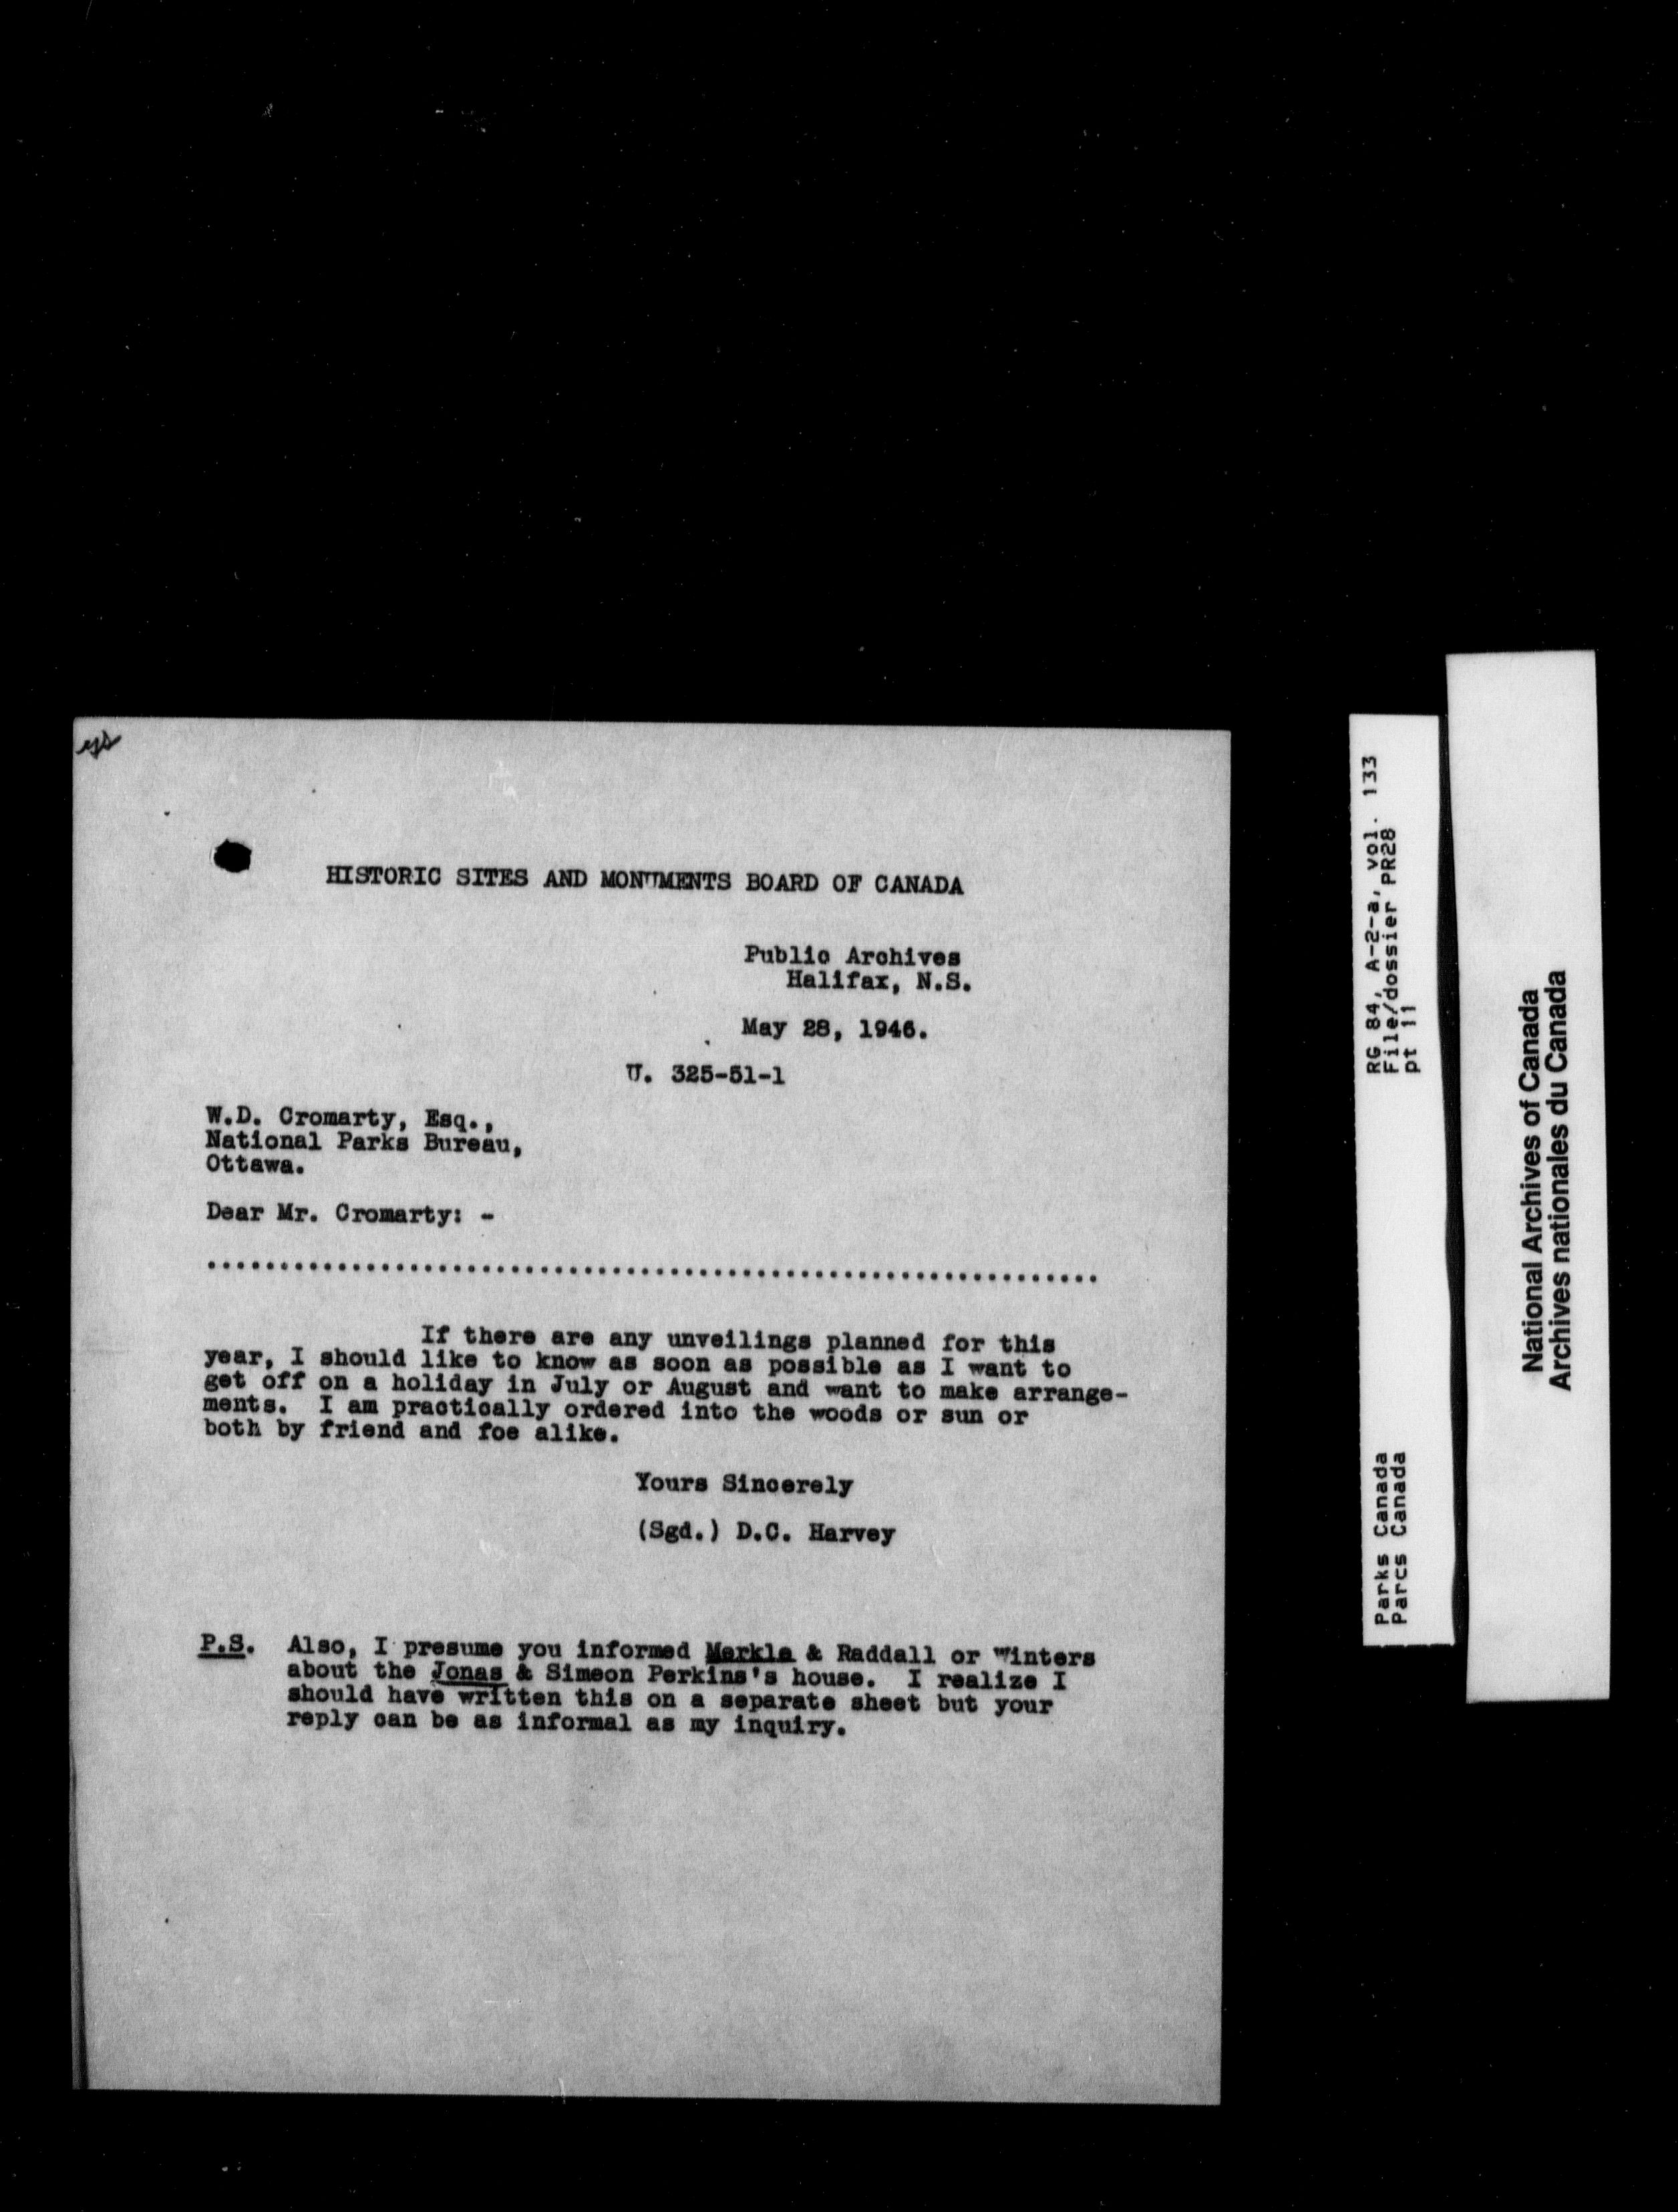 HISTORIC SITES AND MONUMENTS BOARD OF CANADA
Public Archives
Halifax, N.S.
May 28, 1946.
U. 325-51-1
W.D. Cromarty, Esq.,
National Parks Bureau,
Ottawa.
Dear Mr. Cromarty: -
..............................................................
If there are any unveilings planned for this
year, I should like to know as soon as possible as I want to
get off on a holiday in July or August and want to make arrange-
ments. I am practically ordered into the woods or sun or
both by friend and foe alike.
Yours Sincerely
(Sgd.) D.C. Harvey
P.S. Also, I presume you informed Markle & Raddall or Winters
about the Jonas & Simeon Perkins's house. I realize I
should have written this on a separate sheet but your
reply can be as informal as my inquiry.
RG 84, A-2-a, vol. 133
File/dossier PR28
pt 11
Parks Canada
Parcs Canada
National Archives of Canada
Archives nationales du Canada